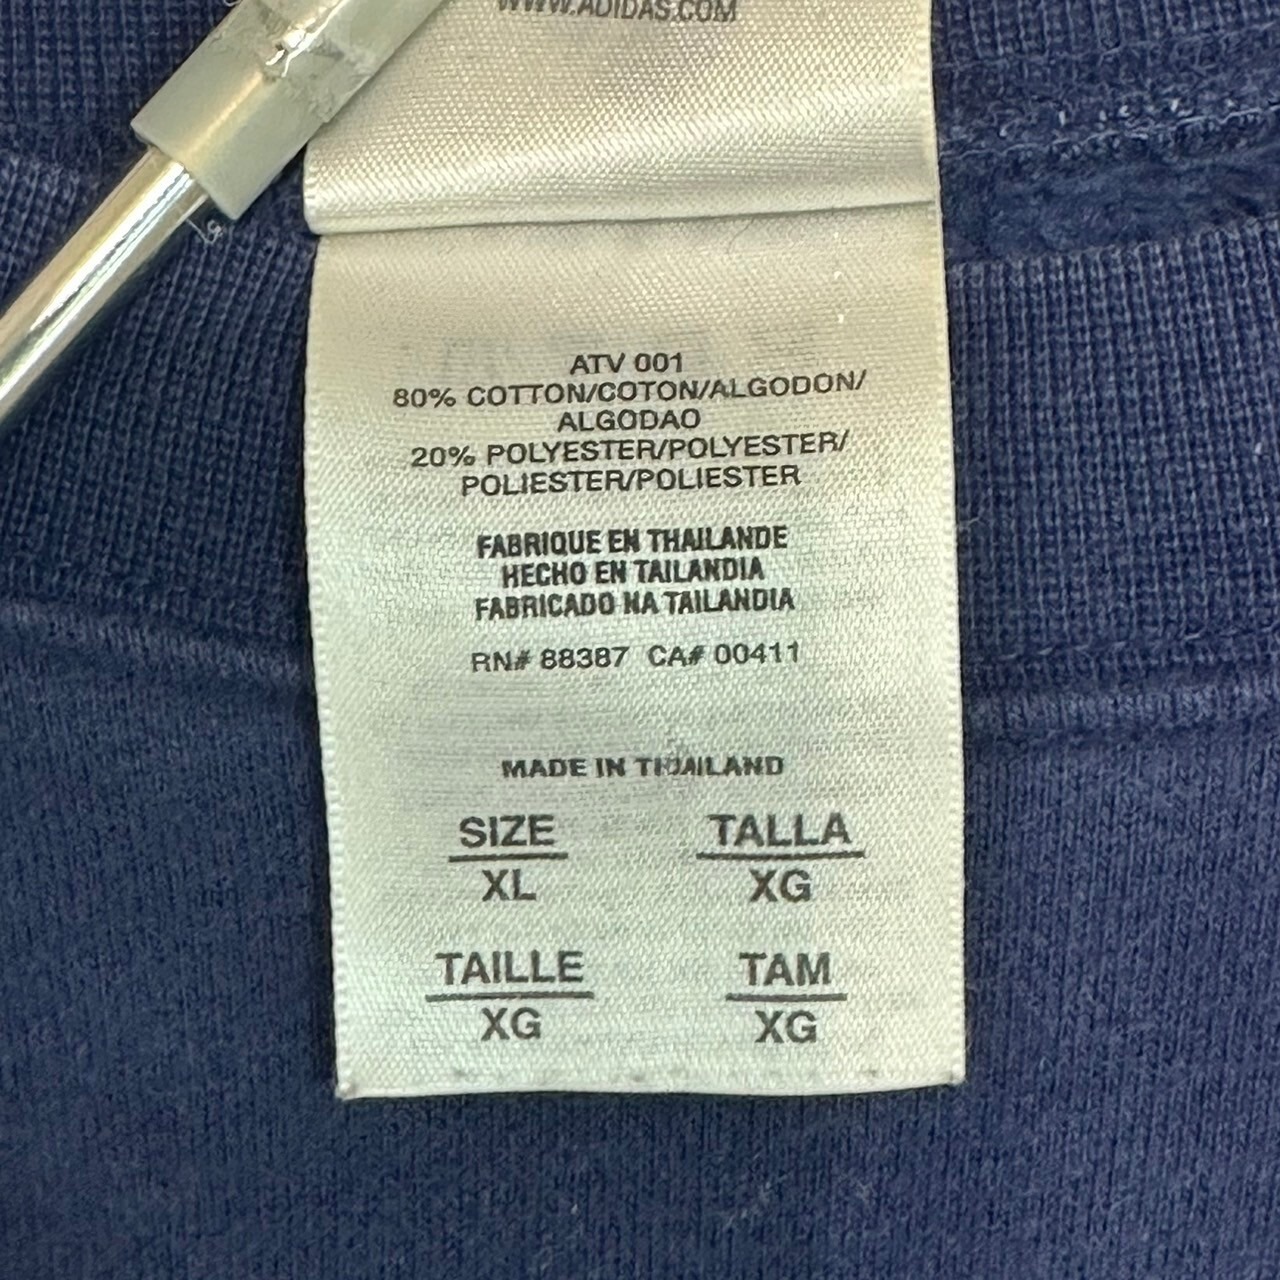 WWW.ADIDAS.COM
ATV 001
80% COTTON/COTON/ALGODON/
ALGODAO
20% POLYESTER/POLYESTER/
POLIESTER/POLIESTER
FABRIQUE EN THAILANDE
HECHO EN TAILANDIA
FABRICADO NA TAILANDIA
RN# 88387 CA# 00411
MADE IN THAILAND
SIZE TALLA
XL XG
TAILLE TAM
XG XG